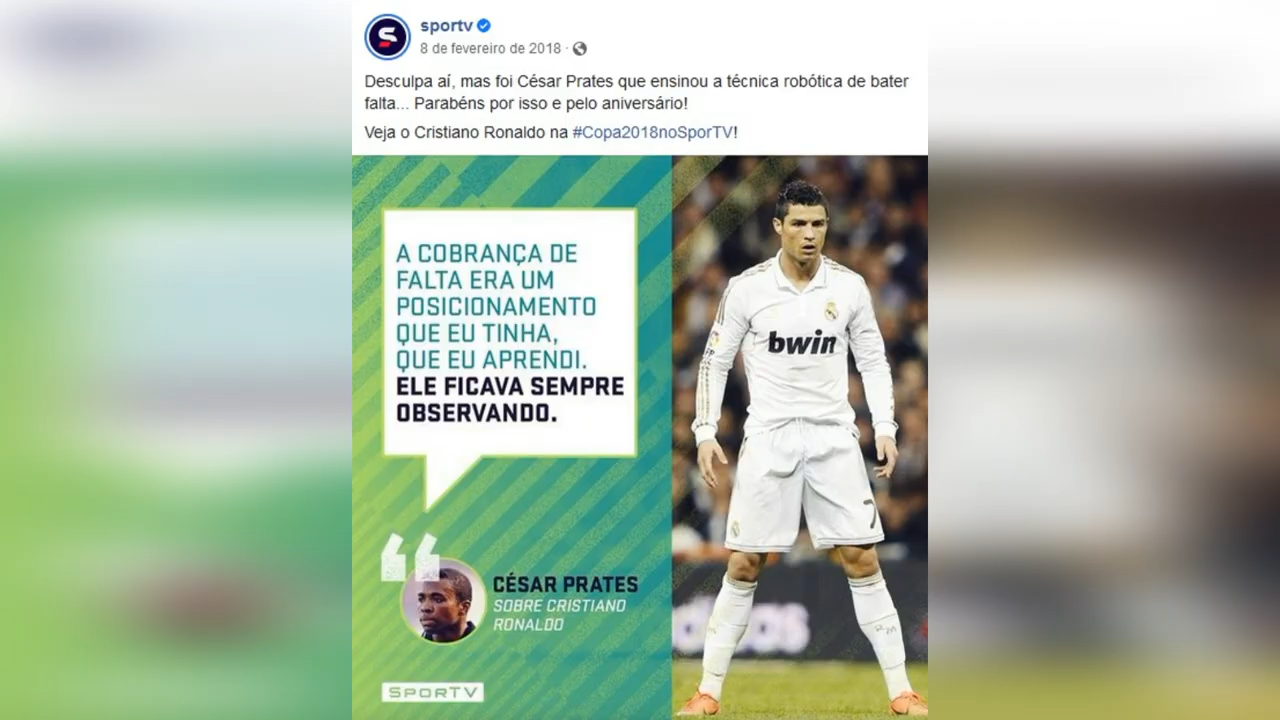 sportv
8 de fevereiro de 2018 ·
Desculpa aí, mas foi César Prates que ensinou a técnica robótica de bater
falta... Parabéns por isso e pelo aniversário!
Veja o Cristiano Ronaldo na #Copa2018noSporTV!
A COBRANÇA DE
FALTA ERA UM
POSICIONAMENTO
QUE EU TINHA,
QUE EU APRENDI.
ELE FICAVA SEMPRE
OBSERVANDO.
CÉSAR PRATES
SOBRE CRISTIANO
RONALDO
SPORTV
bwin
7